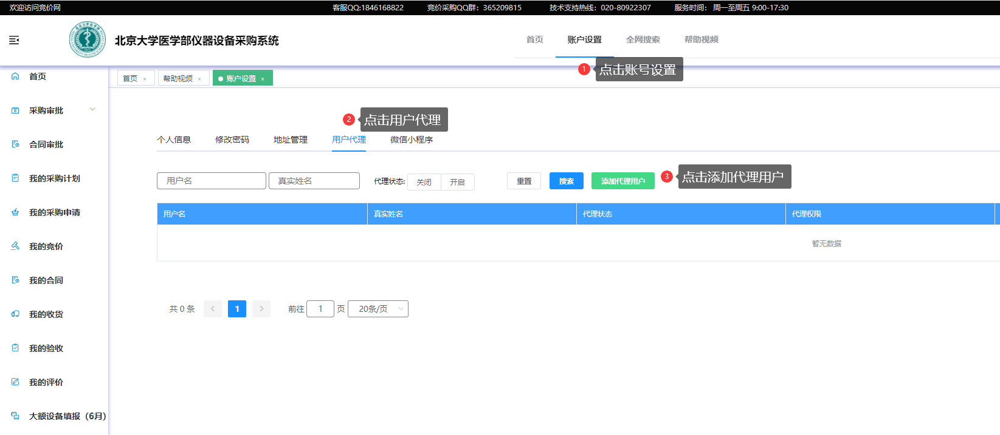 欢迎访问竞价网
客服QQ:1846168822
竞价采购QQ群：365209815
技术支持热线：020-80922307
服务时间： 周一至周五 9:00-17:30
北京大学医学部仪器设备采购系统
首页
账户设置
全网搜索
帮助视频
1 点击账号设置
首页 ×
帮助视频 ×
账户设置 ×
首页
采购审批
合同审批
我的采购计划
我的采购申请
我的竞价
我的合同
我的收货
我的验收
我的评价
大额设备填报（6月）
2 点击用户代理
个人信息
修改密码
地址管理
用户代理
微信小程序
用户名
真实姓名
代理状态:
关闭
开启
重置
搜索
添加代理用户
3 点击添加代理用户
用户名
真实姓名
代理状态
代理权限
暂无数据
共 0 条
1
前往
1
页
20条/页